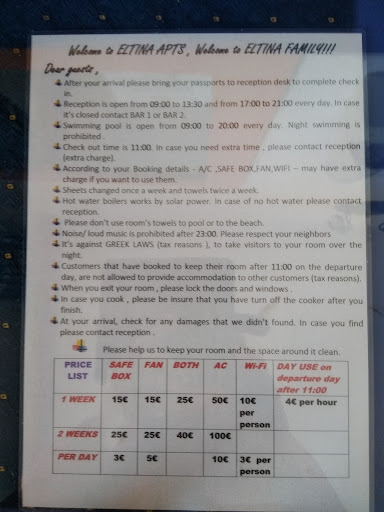 Welcome to ELTINA APTS , Welcome to ELTINA FAMILY!!!
Dear guests ,
After your arrival please bring your passports to reception desk to complete check
in.
Reception is open from 09:00 to 13:30 and from 17:00 to 21:00 every day. In case
it's closed contact BAR 1 or BAR 2.
Swimming pool is open from 09:00 to 20:00 every day. Night swimming is
prohibited .
Check out time is 11:00. In case you need extra time , please contact reception
(extra charge).
According to your Booking details - A/C ,SAFE BOX,FAN,WIFI – may have extra
charge if you want to use them.
Sheets changed once a week and towels twice a week.
Hot water boilers works by solar power. In case of no hot water please contact
reception.
Please don't use room's towels to pool or to the beach.
Noise/ loud music is prohibited after 23:00. Please respect your neighbors
It's against GREEK LAWS (tax reasons ), to take visitors to your room over the
night.
Customers that have booked to keep their room after 11:00 on the departure
day, are not allowed to provide accommodation to other customers (tax reasons).
When you exit your room , please lock the doors and windows .
In case you cook , please be insure that you have turn off the cooker after you
finish.
At your arrival, check for any damages that we didn't found. In case you find
please contact reception .
Please help us to keep your room and the space around it clean.
PRICE LIST SAFE BOX FAN BOTH AC Wi-Fi DAY USE on departure day after 11:00
1 WEEK 15€ 15€ 25€ 50€ 10€ per person 4€ per hour
2 WEEKS 25€ 25€ 40€ 100€
PER DAY 3€ 5€ 10€ 3€ per person